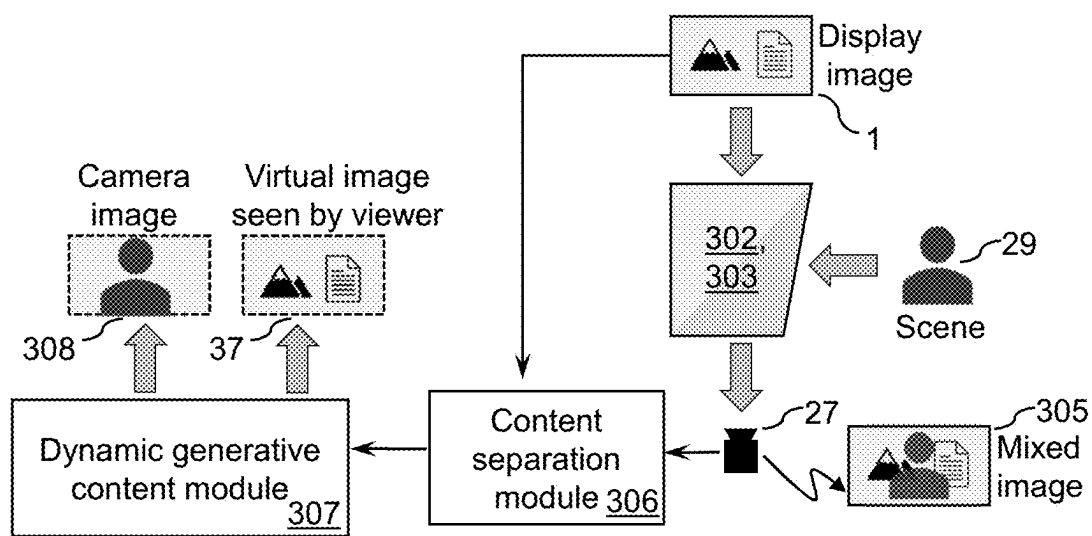 Display
image
1
Camera
image
Virtual image
seen by viewer
302,
303
29
Scene
308
37
27
305
Mixed
image
Content
separation
module 306
Dynamic generative
content module
307